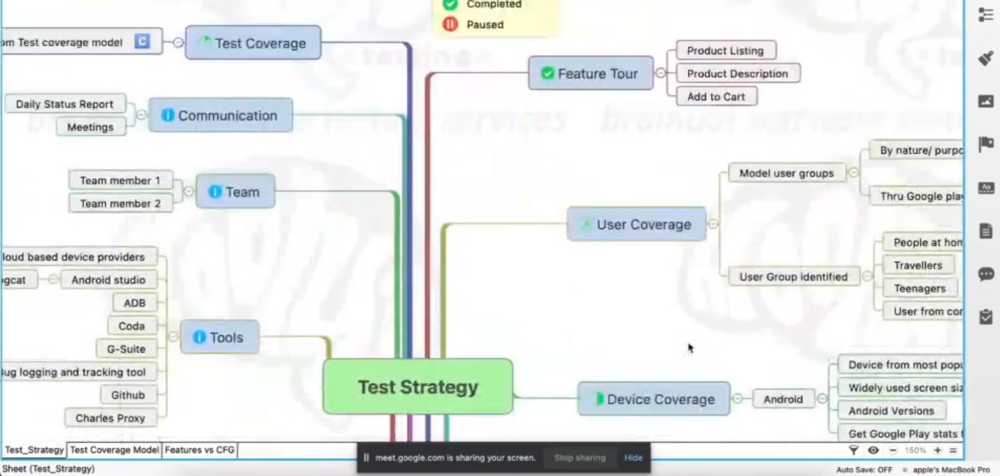 Completed
Paused
om Test coverage model
C
Test Coverage
Feature Tour
Product Listing
Product Description
Add to Cart
Daily Status Report
Meetings
Communication
Team member 1
Team member 2
Team
Model user groups
By nature/ purpo
Thru Google play
User Coverage
User Group identified
People at hom
Travellers
Teenagers
User from cor
loud based device providers
gcat
Android studio
ADB
Coda
G-Suite
ug logging and tracking tool
Github
Charles Proxy
Tools
Test Strategy
Device Coverage
Android
Device from most popu
Widely used screen siz
Android Versions
Get Google Play stats f
Test_Strategy
Test Coverage Model
Features vs CFG
meet.google.com is sharing your screen.
Stop sharing
Hide
150%
Sheet (Test_Strategy)
Auto Save: OFF
apple's MacBook Pro